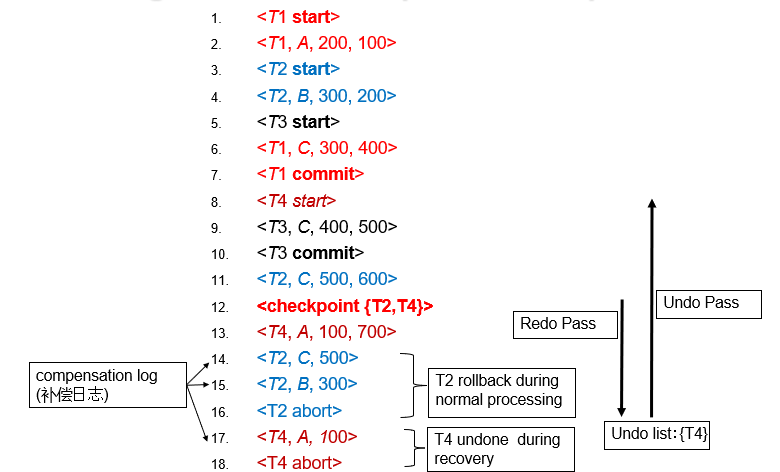 1. <T1 start>
2. <T1, A, 200, 100>
3. <T2 start>
4. <T2, B, 300, 200>
5. <T3 start>
6. <T1, C, 300, 400>
7. <T1 commit>
8. <T4 start>
9. <T3, C, 400, 500>
10. <T3 commit>
11. <T2, C, 500, 600>
12. <checkpoint {T2,T4}>
13. <T4, A, 100, 700>
14. <T2, C, 500>
15. <T2, B, 300>
16. <T2 abort>
17. <T4, A, 100>
18. <T4 abort>
compensation log
(补偿日志)
T2 rollback during
normal processing
T4 undone during
recovery
Redo Pass
Undo Pass
Undo list: {T4}